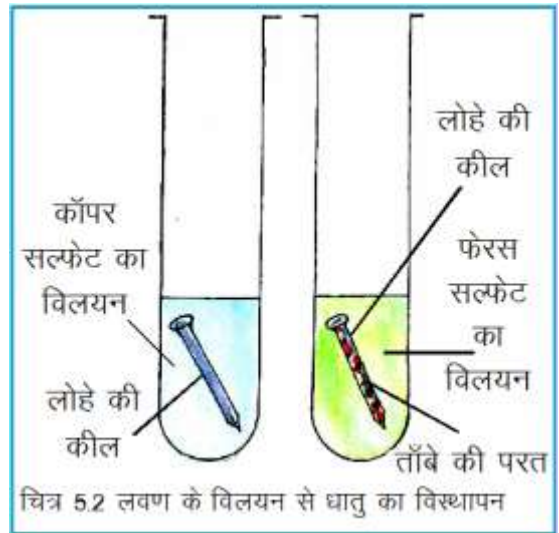 कॉपर
सल्फेट का
विलयन
लोहे की
कील
लोहे की
कील
फेरस
सल्फेट
का
विलयन
ताँबे की परत
चित्र 5.2 लवण के विलयन से धातु का विस्थापन